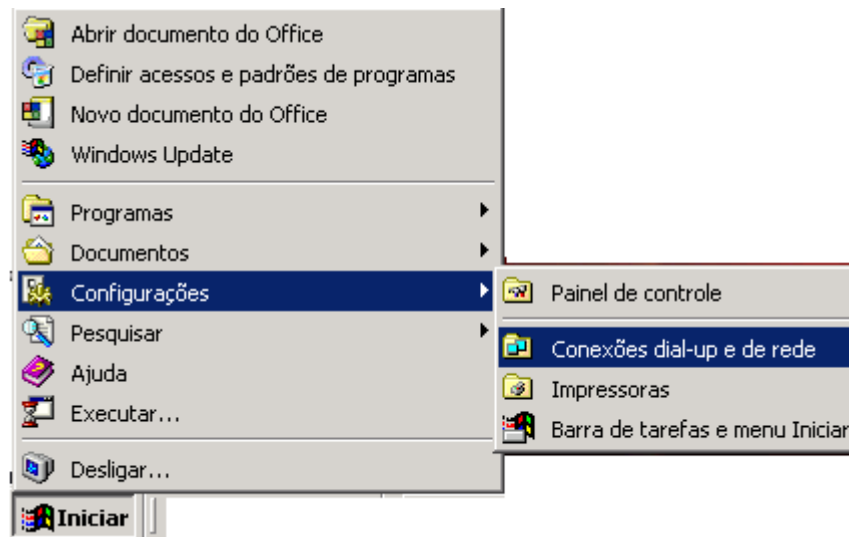 Abrir documento do Office
Definir acessos e padrões de programas
Novo documento do Office
Windows Update
Programas
Documentos
Configurações
Pesquisar
Ajuda
Executar...
Desligar...
Iniciar
Painel de controle
Conexões dial-up e de rede
Impressoras
Barra de tarefas e menu Iniciar